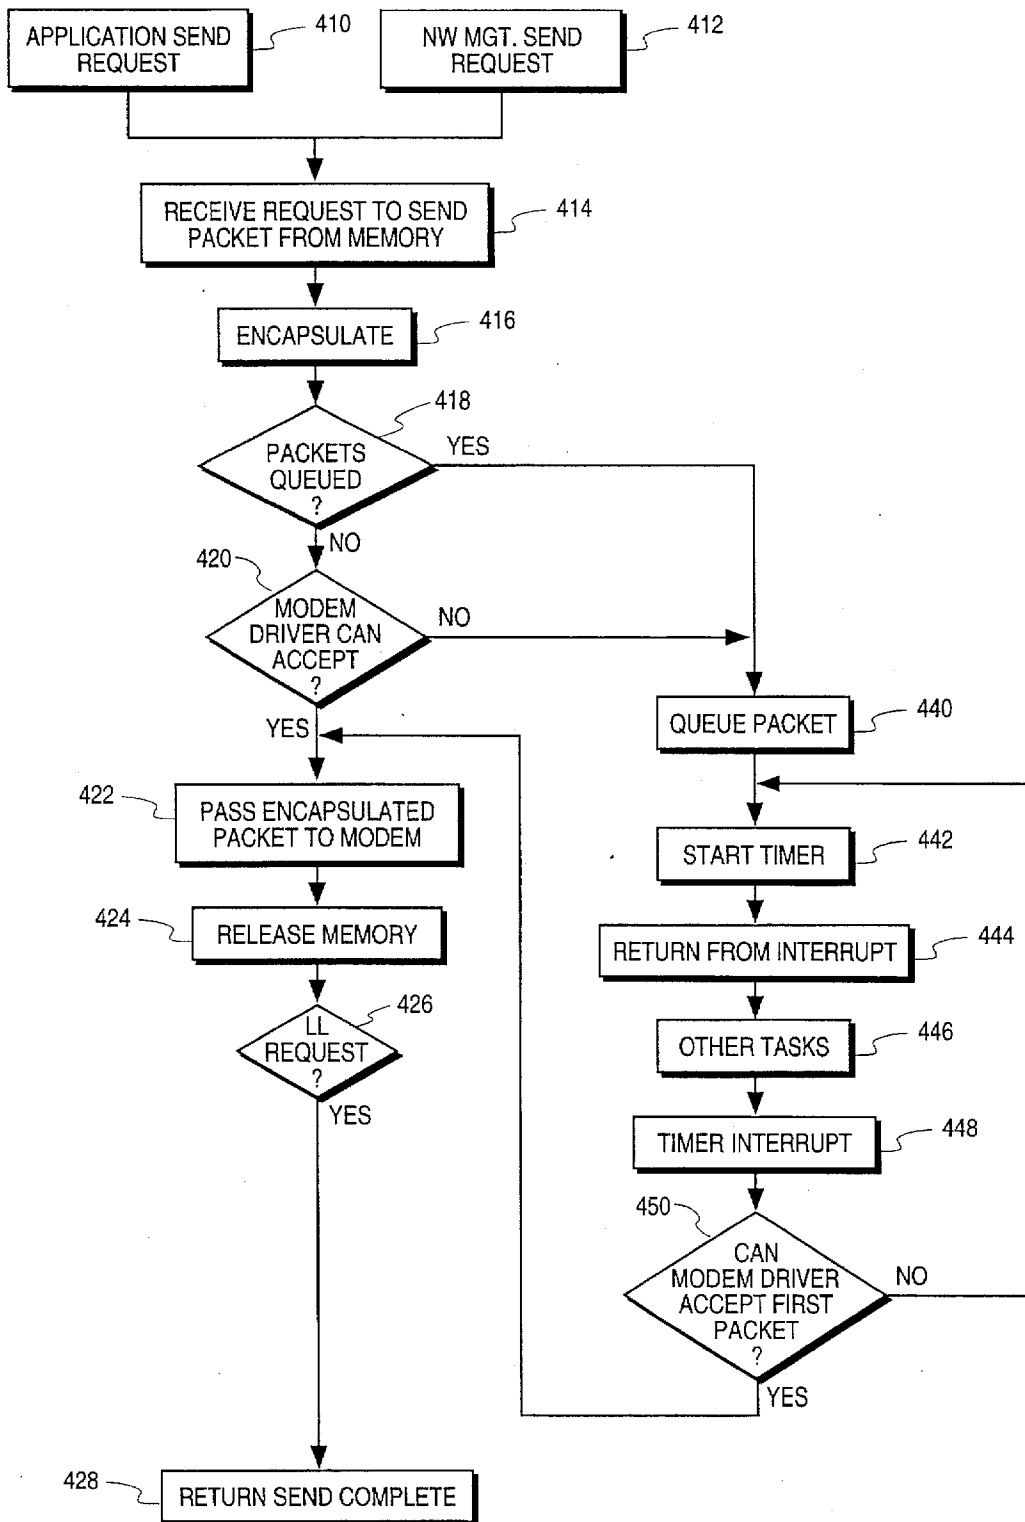 APPLICATION SEND
REQUEST
410
NW MGT. SEND
REQUEST
412
RECEIVE REQUEST TO SEND
PACKET FROM MEMORY
414
ENCAPSULATE
416
418
PACKETS
QUEUED
?
YES
NO
420
MODEM
DRIVER CAN
ACCEPT
?
NO
YES
QUEUE PACKET
440
422
PASS ENCAPSULATED
PACKET TO MODEM
START TIMER
442
424
RELEASE MEMORY
RETURN FROM INTERRUPT
444
426
LL
REQUEST
?
YES
OTHER TASKS
446
TIMER INTERRUPT
448
450
CAN
MODEM DRIVER
ACCEPT FIRST
PACKET
?
NO
YES
428
RETURN SEND COMPLETE